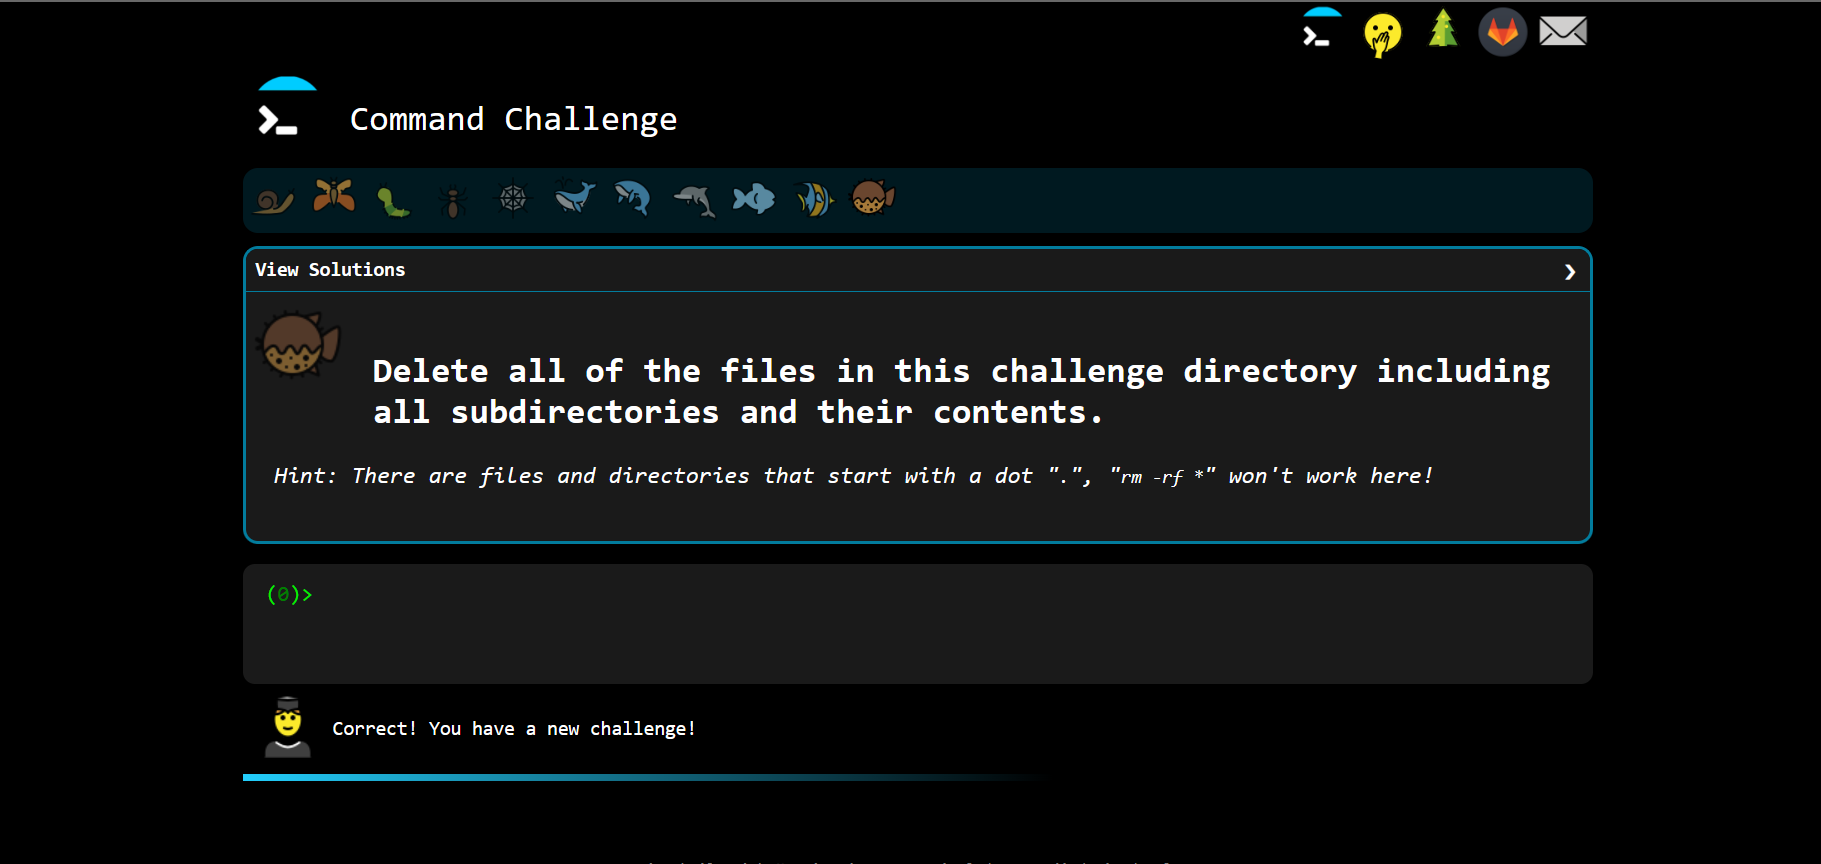 Command Challenge
View Solutions
Delete all of the files in this challenge directory including
all subdirectories and their contents.
Hint: There are files and directories that start with a dot ".", "rm -rf *" won't work here!
(0)>
Correct! You have a new challenge!